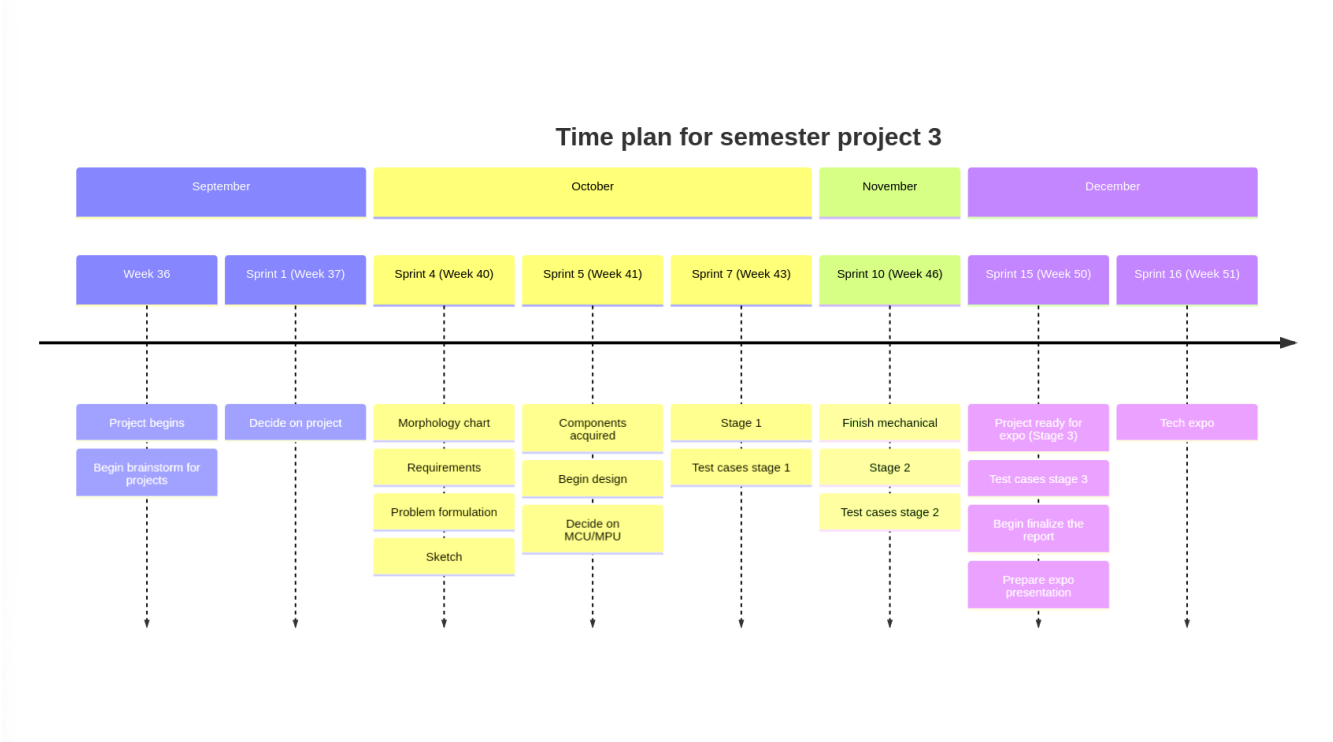 Time plan for semester project 3
September
October
November
December
Week 36
Sprint 1 (Week 37)
Sprint 4 (Week 40)
Sprint 5 (Week 41)
Sprint 7 (Week 43)
Sprint 10 (Week 46)
Sprint 15 (Week 50)
Sprint 16 (Week 51)
Project begins
Begin brainstorm for
projects
Decide on project
Morphology chart
Requirements
Problem formulation
Sketch
Components
acquired
Begin design
Decide on
MCU/MPU
Stage 1
Test cases stage 1
Finish mechanical
Stage 2
Test cases stage 2
Project ready for
expo (Stage 3)
Test cases stage 3
Begin finalize the
report
Prepare expo
presentation
Tech expo